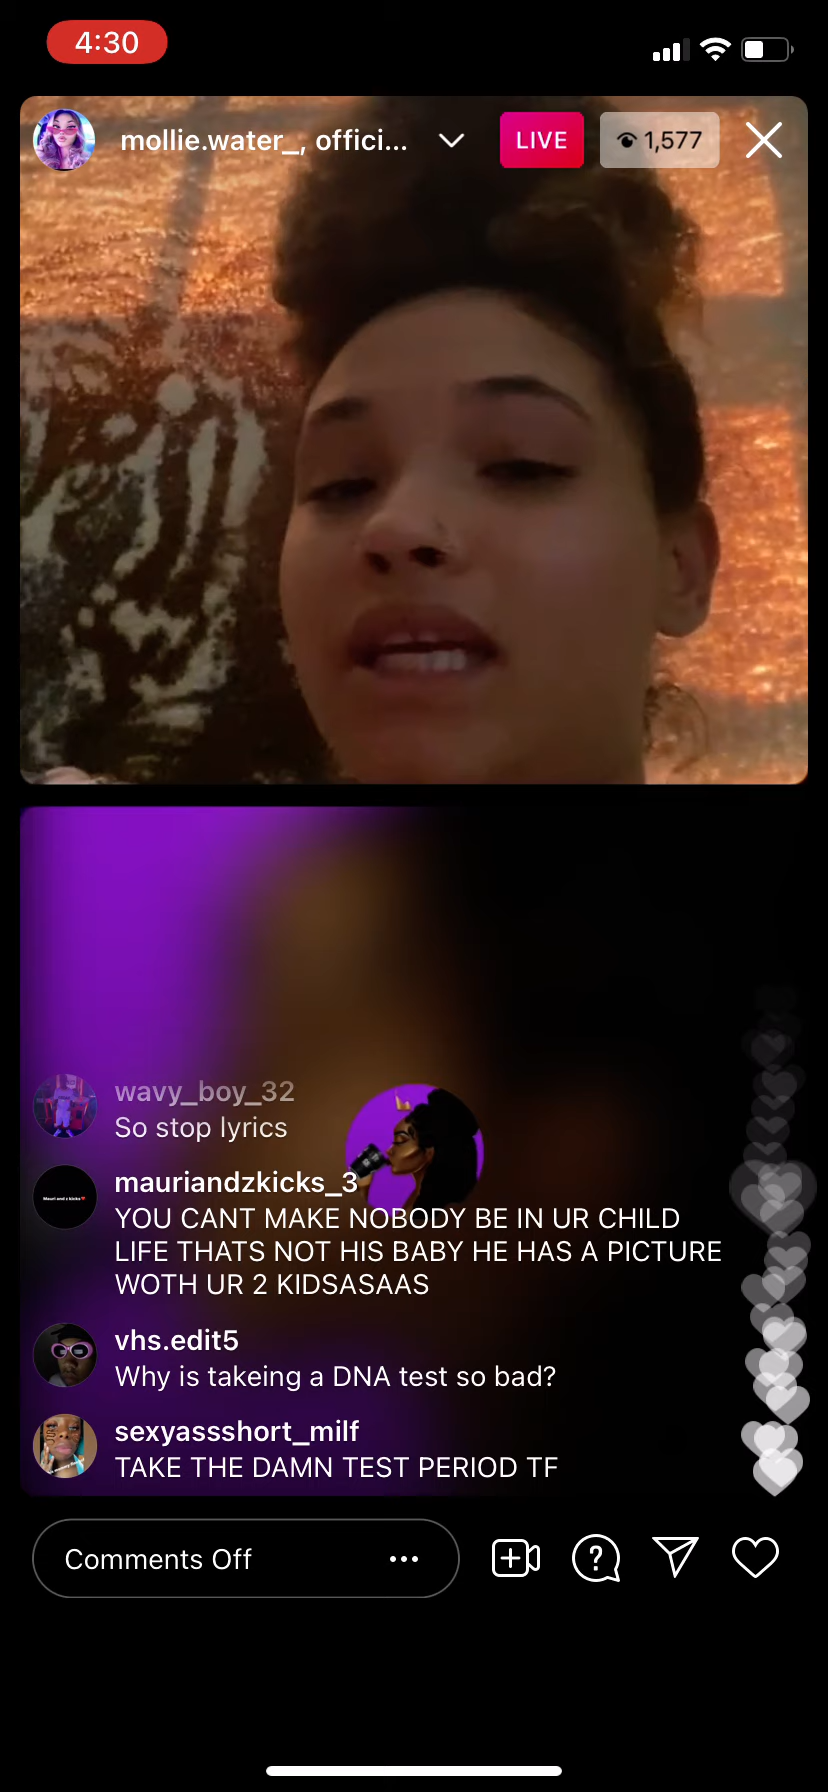 4:30
mollie.water_, offici...
LIVE
1,577
wavy_boy_32
So stop lyrics
mauriandzkicks_3
YOU CANT MAKE NOBODY BE IN UR CHILD
LIFE THATS NOT HIS BABY HE HAS A PICTURE
WOTH UR 2 KIDSASAAS
vhs.edit5
Why is takeing a DNA test so bad?
sexyassshort_milf
TAKE THE DAMN TEST PERIOD TF
Comments Off